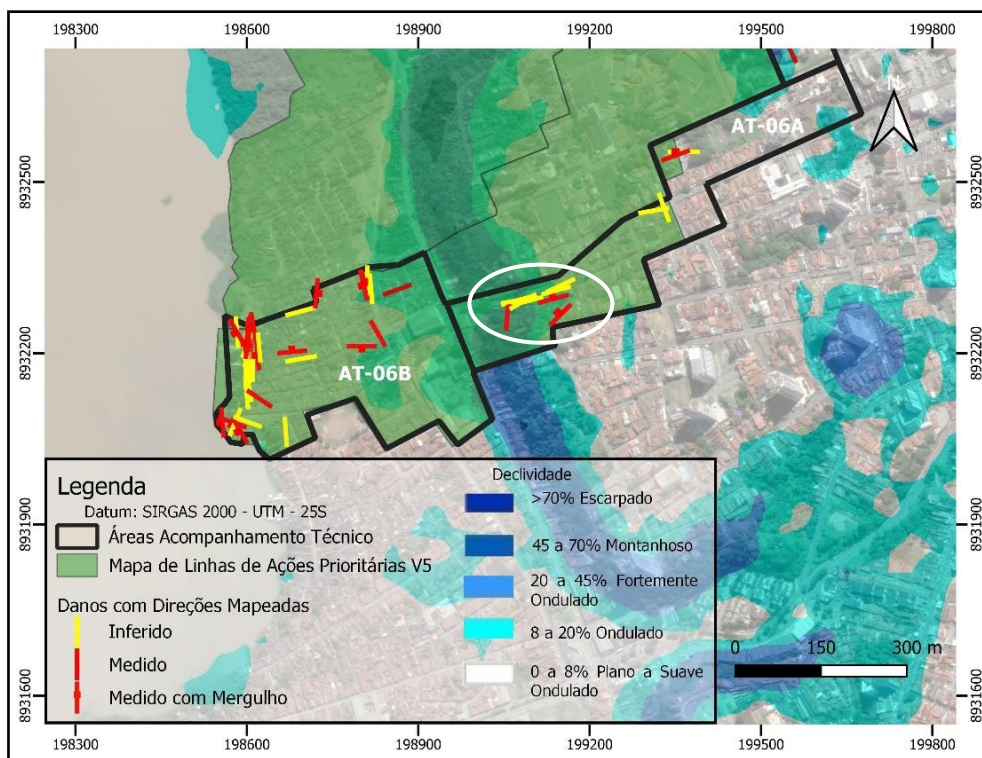 198300 198600 198900 199200 199500 199800
N
AT-06A
8932500 8932500
8932200 8932200
AT-06B
Legenda
Datum: SIRGAS 2000 - UTM - 25S
Áreas Acompanhamento Técnico
Mapa de Linhas de Ações Prioritárias V5
Danos com Direções Mapeadas
Inferido
Medido
Medido com Mergulho
Declividade
>70% Escarpado
45 a 70% Montanhoso
20 a 45% Fortemente
Ondulado
8 a 20% Ondulado
0 a 8% Plano a Suave
Ondulado
8931900 8931900
0 150 300 m
8931600 8931600
198300 198600 198900 199200 199500 199800